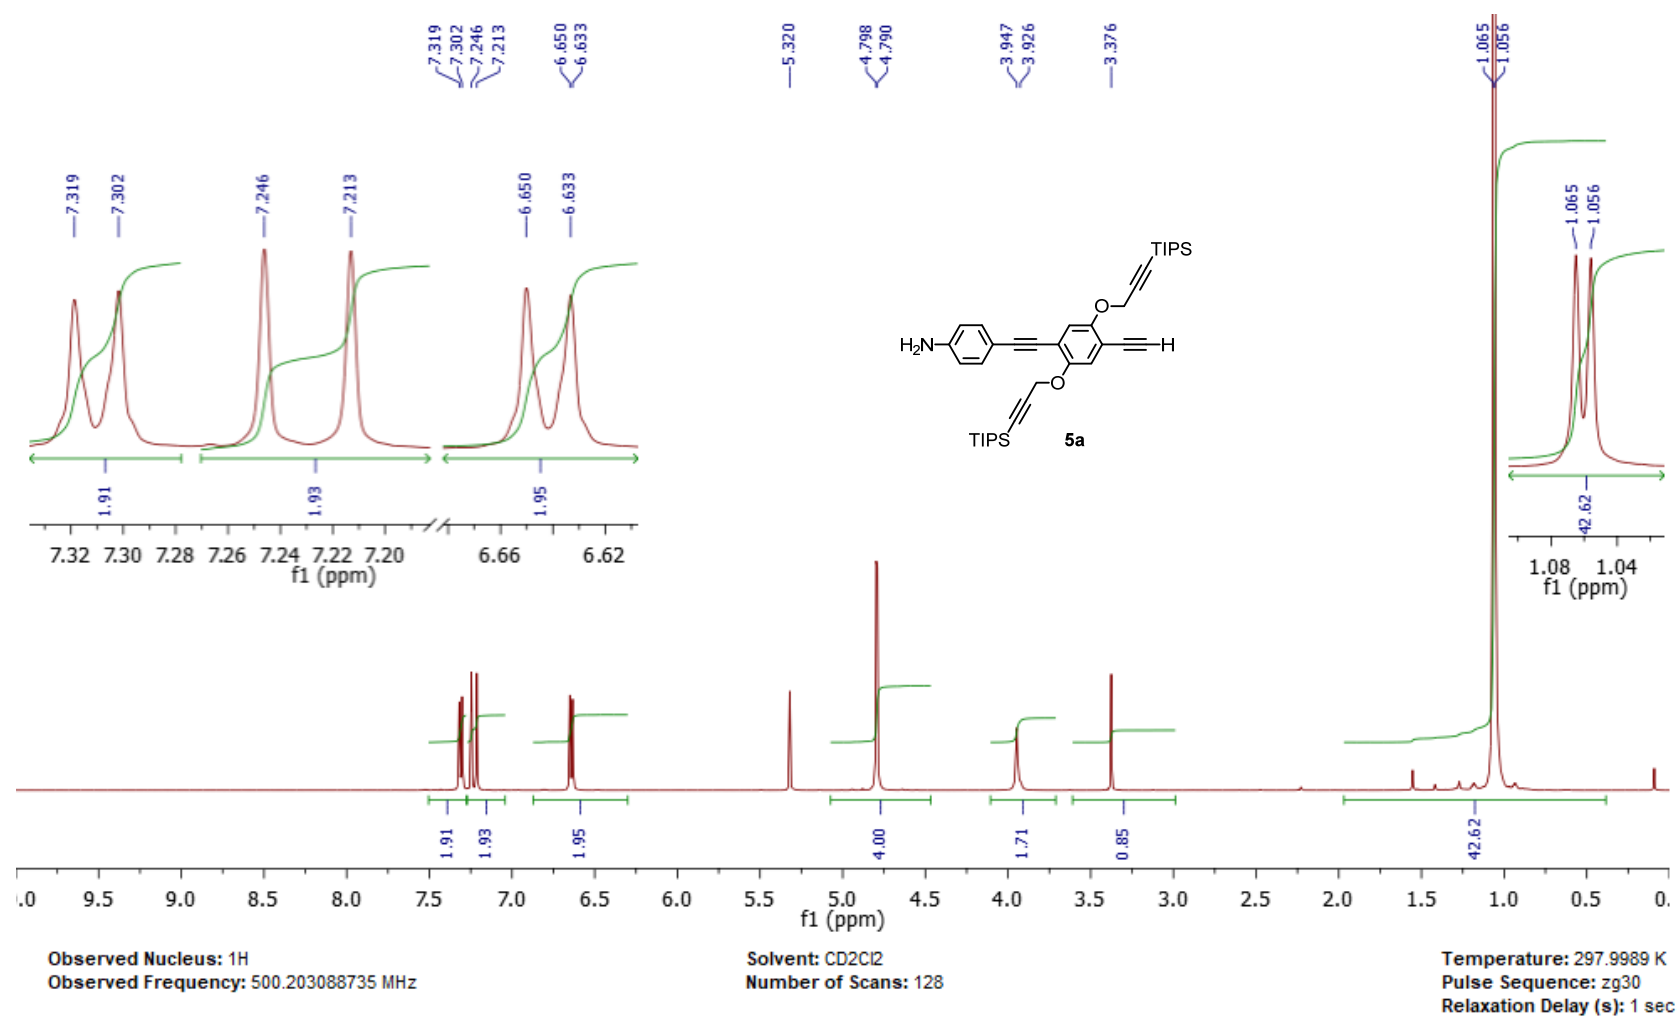 7.319
7.302
7.246
7.213
6.650
6.633
5.320
4.798
4.790
3.947
3.926
3.376
1.065
1.056
7.319
7.302
7.246
7.213
6.650
6.633
1.065
1.056
TIPS
O
H2N
H
O
TIPS
5a
1.91
1.93
1.95
42.62
7.32 7.30 7.28 7.26 7.24 7.22 7.20 6.66 6.62
f1 (ppm)
1.08 1.04
f1 (ppm)
1.91
1.93
1.95
4.00
1.71
0.85
42.62
.0 9.5 9.0 8.5 8.0 7.5 7.0 6.5 6.0 5.5 5.0 4.5 4.0 3.5 3.0 2.5 2.0 1.5 1.0 0.5 0.
f1 (ppm)
Observed Nucleus: 1H
Observed Frequency: 500.203088735 MHz
Solvent: CD2Cl2
Number of Scans: 128
Temperature: 297.9989 K
Pulse Sequence: zg30
Relaxation Delay (s): 1 sec